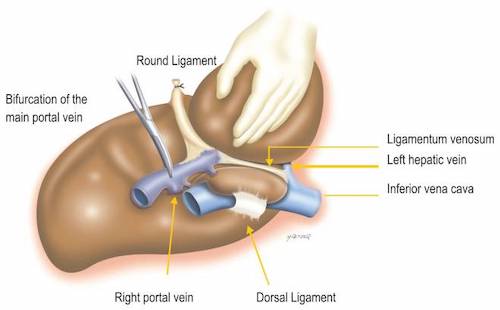 Round Ligament
Bifurcation of the
main portal vein
Ligamentum venosum
Left hepatic vein
Inferior vena cava
Right portal vein
Dorsal Ligament